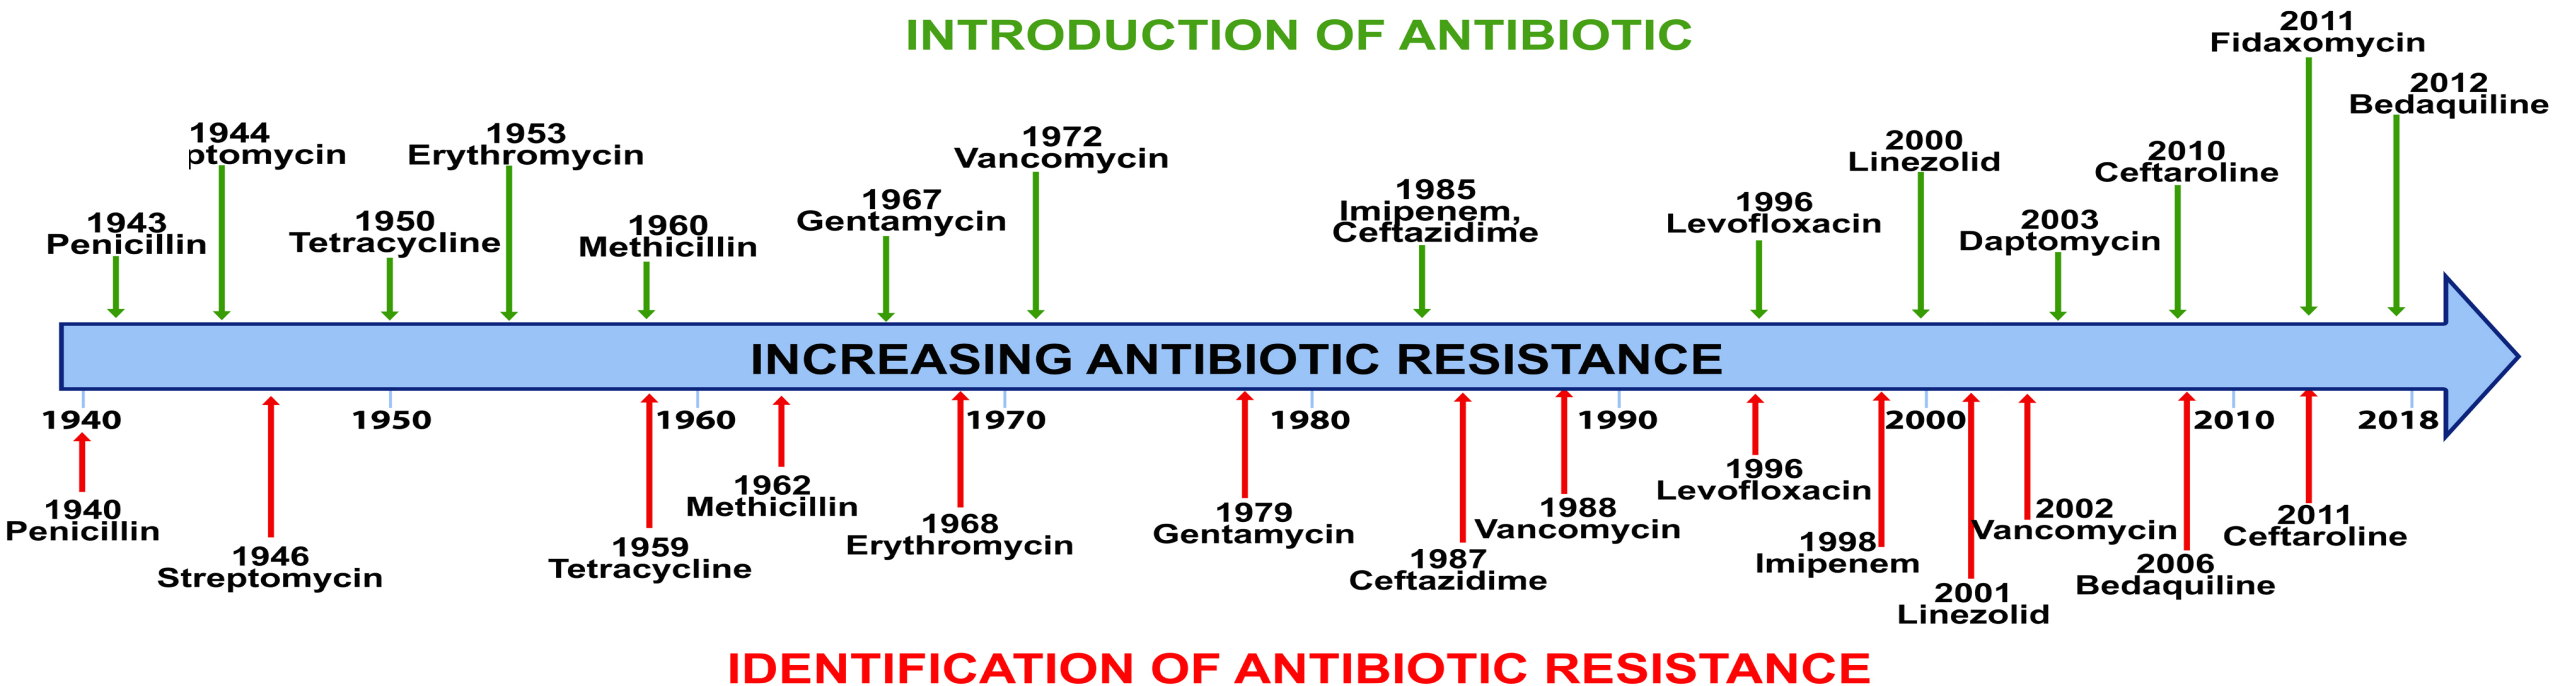 INTRODUCTION OF ANTIBIOTIC
2011
Fidaxomycin
2012
Bedaquiline
1944
ptomycin
1953
Erythromycin
1972
Vancomycin
2000
Linezolid
2010
Ceftaroline
1943
Penicillin
1950
Tetracycline
1960
Methicillin
1967
Gentamycin
1985
Imipenem,
Ceftazidime
1996
Levofloxacin
2003
Daptomycin
INCREASING ANTIBIOTIC RESISTANCE
1940 1950 1960 1970 1980 1990 2000 2010 2018
1940
Penicillin
1946
Streptomycin
1959
Tetracycline
1962
Methicillin
1968
Erythromycin
1979
Gentamycin
1987
Ceftazidime
1988
Vancomycin
1996
Levofloxacin
1998
Imipenem
2001
Linezolid
2002
Vancomycin
2006
Bedaquiline
2011
Ceftaroline
IDENTIFICATION OF ANTIBIOTIC RESISTANCE